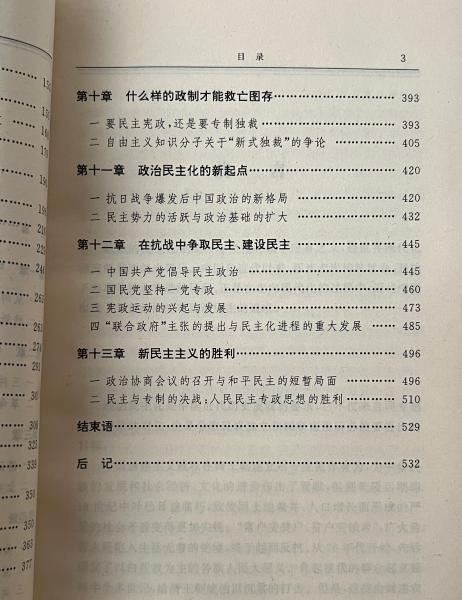 目录 3
第十章 什么样的政制才能救亡图存……………………………393
一 要民主宪政,还是要专制独裁……………………………393
二 自由主义知识分子关于“新式独裁”的争论……………405
第十一章 政治民主化的新起点………………………………420
一 抗日战争爆发后中国政治的新格局………………………420
二 民主势力的活跃与政治基础的扩大………………………432
第十二章 在抗战中争取民主、建设民主……………………445
一 中国共产党倡导民主政治…………………………………445
二 国民党坚持一党专政………………………………………460
三 宪政运动的兴起与发展……………………………………473
四 “联合政府”主张的提出与民主化进程的重大发展……485
第十三章 新民主主义的胜利…………………………………496
一 政治协商会议的召开与和平民主的短暂局面……………496
二 民主与专制的决战:人民民主专政思想的胜利…………510
结束语……………………………………………………………529
后记………………………………………………………………532